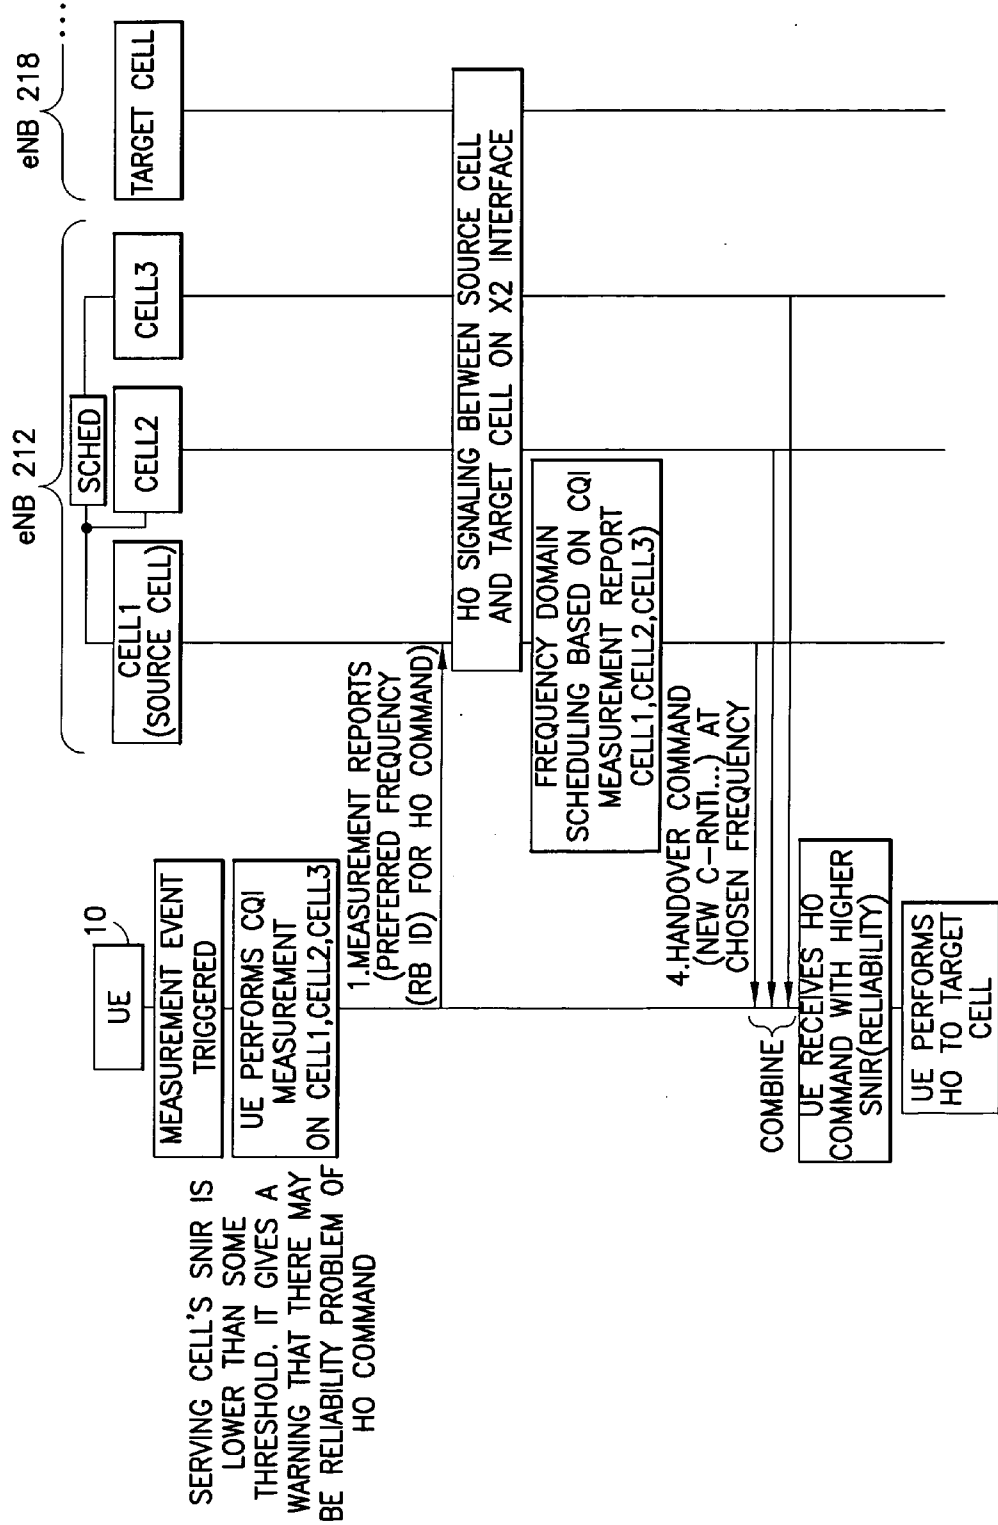 eNB 212
eNB 218
...
SCHED
UE
10
CELL1
(SOURCE CELL)
CELL2
CELL3
TARGET CELL
SERVING CELL'S SNIR IS
LOWER THAN SOME
THRESHOLD. IT GIVES A
WARNING THAT THERE MAY
BE RELIABILITY PROBLEM OF
HO COMMAND
MEASUREMENT EVENT
TRIGGERED
UE PERFORMS CQI
MEASUREMENT
ON CELL1,CELL2,CELL3
1.MEASUREMENT REPORTS
(PREFERRED FREQUENCY
(RB ID) FOR HO COMMAND)
HO SIGNALING BETWEEN SOURCE CELL
AND TARGET CELL ON X2 INTERFACE
FREQUENCY DOMAIN
SCHEDULING BASED ON CQI
MEASUREMENT REPORT
CELL1,CELL2,CELL3)
4.HANDOVER COMMAND
(NEW C-RNTI...) AT
CHOSEN FREQUENCY
COMBINE
UE RECEIVES HO
COMMAND WITH HIGHER
SNIR(RELIABILITY)
UE PERFORMS
HO TO TARGET
CELL